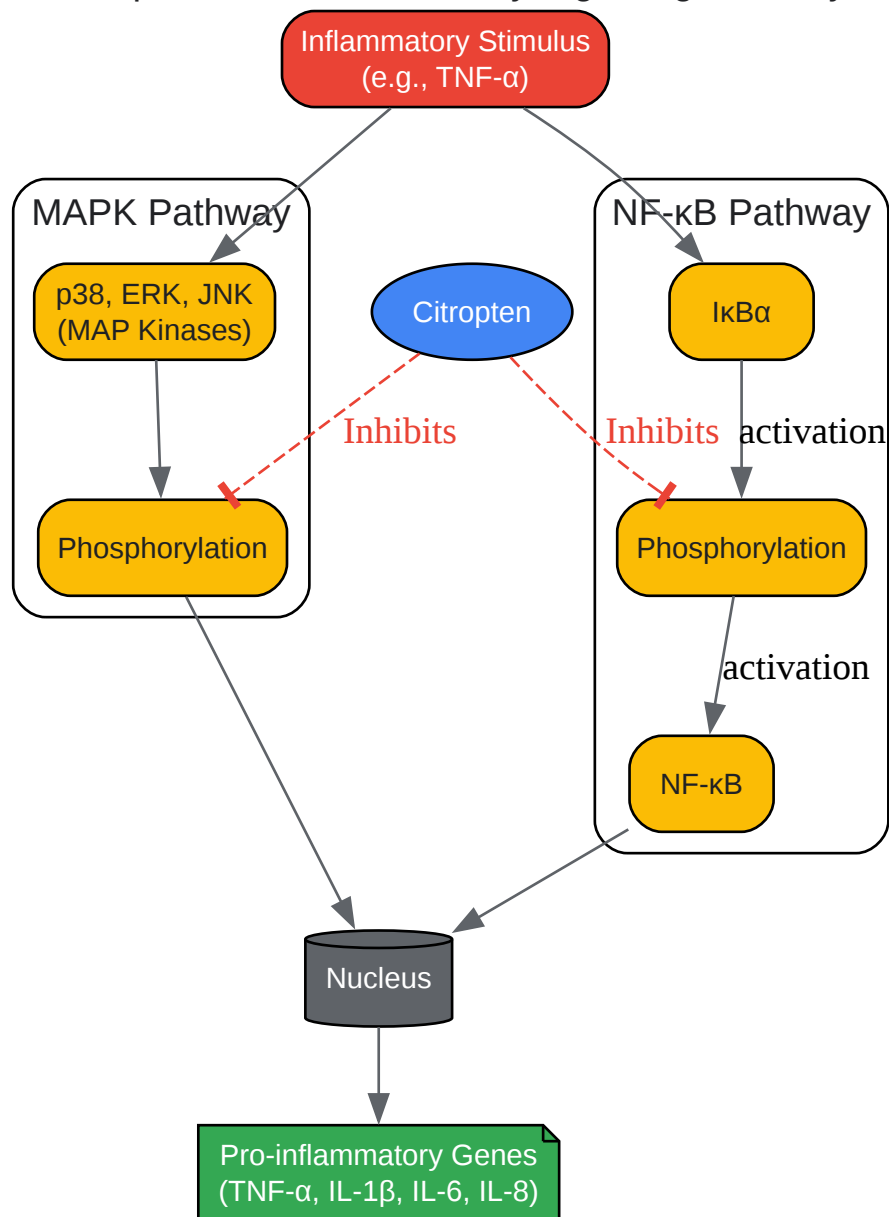 Inflammatory Stimulus
(e.g., TNF-α)
MAPK Pathway
NF-κB Pathway
p38, ERK, JNK
(MAP Kinases)
Citropten
IκBα
Inhibits
Inhibits
activation
Phosphorylation
Phosphorylation
activation
NF-κB
Nucleus
Pro-inflammatory Genes
(TNF-α, IL-1β, IL-6, IL-8)